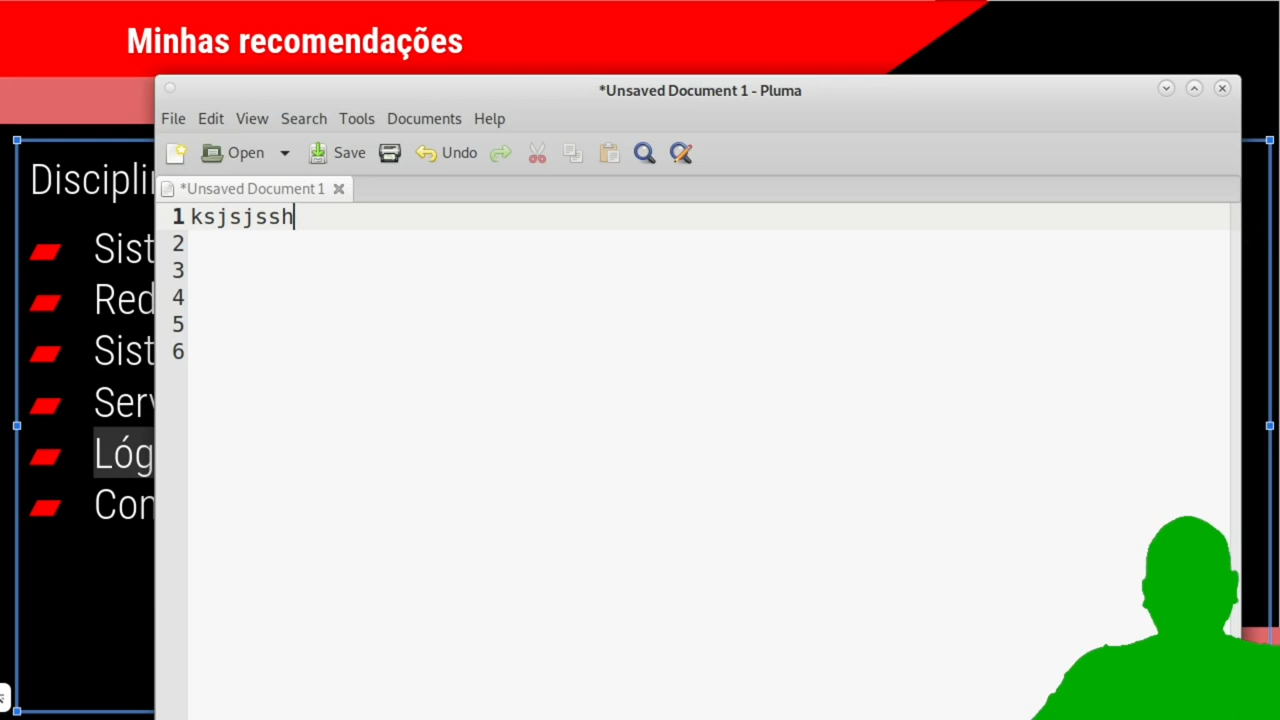 Minhas recomendações
*Unsaved Document 1 - Pluma
File Edit View Search Tools Documents Help
Open Save Undo
*Unsaved Document 1
1 ksjsjssh
2
3
4
5
6